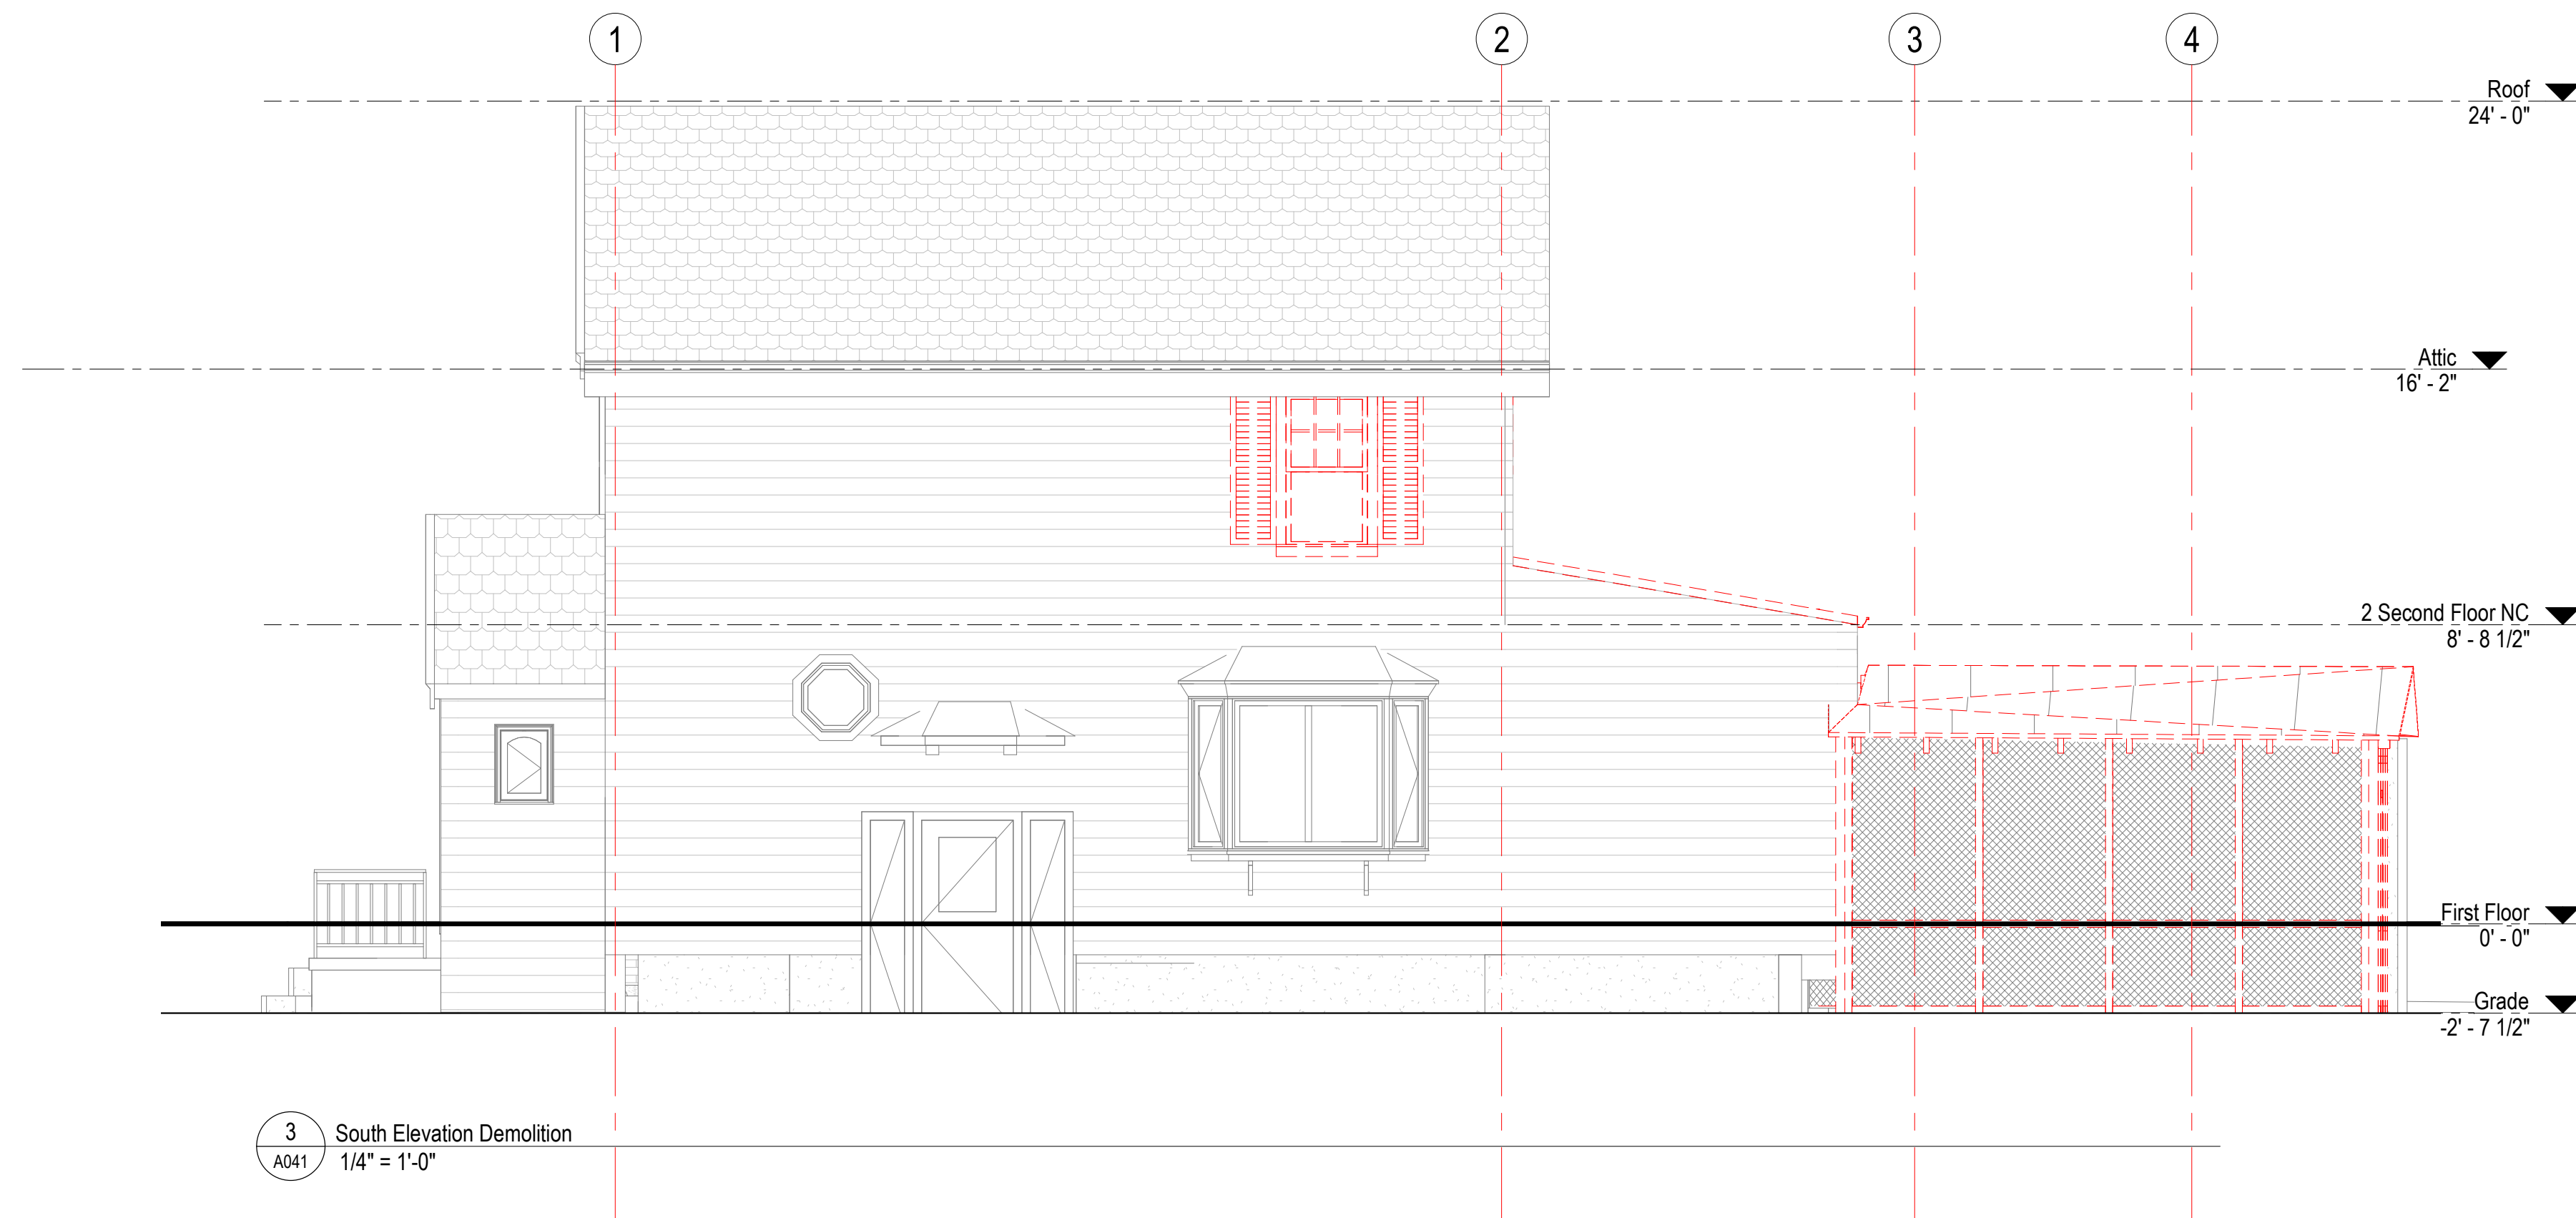 1
2
3
4
Roof
24' - 0"
Attic
16' - 2"
2 Second Floor NC
8' - 8 1/2"
First Floor
0' - 0"
Grade
-2' - 7 1/2"
3
South Elevation Demolition
A041
1/4" = 1'-0"